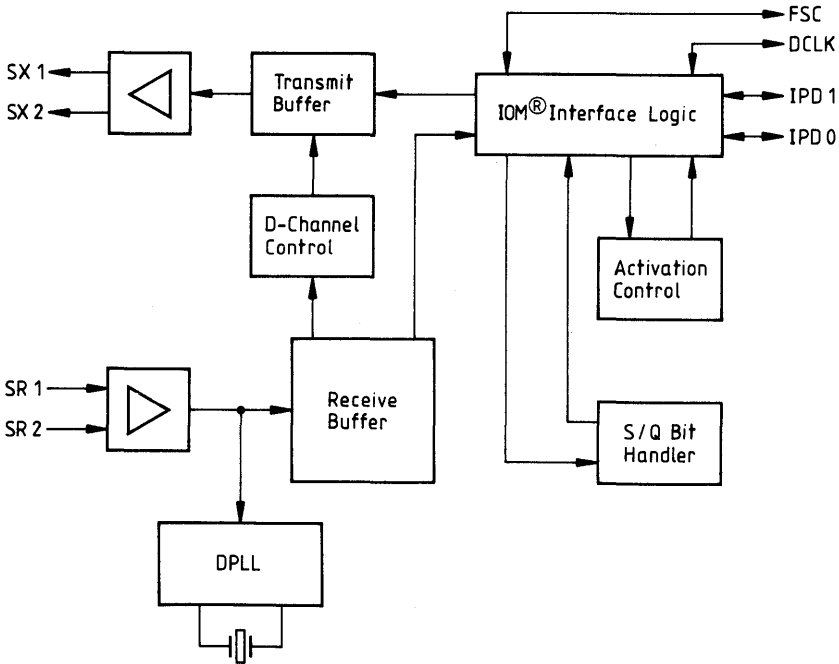 FSC
DCLK
SX 1
SX 2
Transmit
Buffer
IOM® Interface Logic
IPD 1
IPD 0
D-Channel
Control
Activation
Control
SR 1
SR 2
Receive
Buffer
S/Q Bit
Handler
DPLL